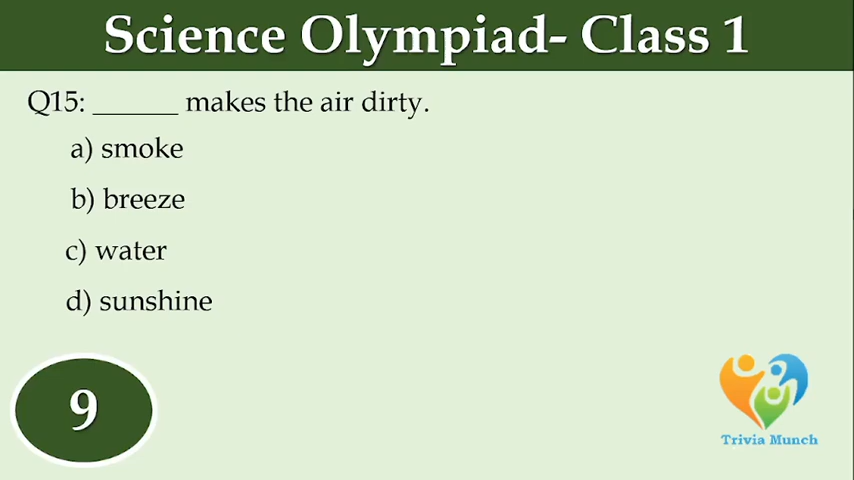 Science Olympiad- Class 1
Q15: ______ makes the air dirty.
a) smoke
b) breeze
c) water
d) sunshine
9
Trivia Munch